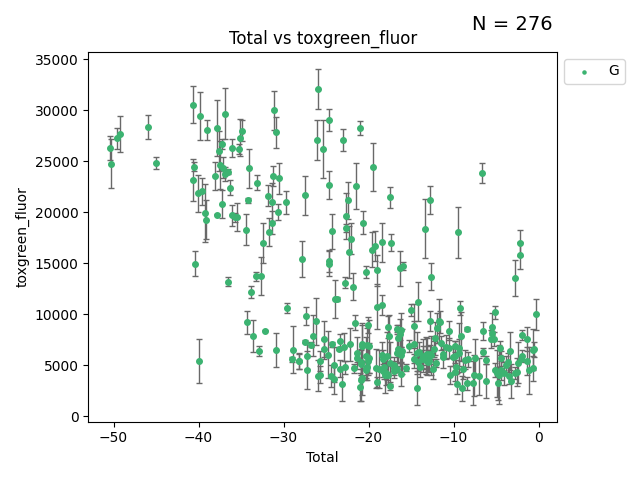 N = 276
Total vs toxgreen_fluor
G
35000
30000
25000
20000
15000
10000
5000
0
toxgreen_fluor
−50 −40 −30 −20 −10 0
Total